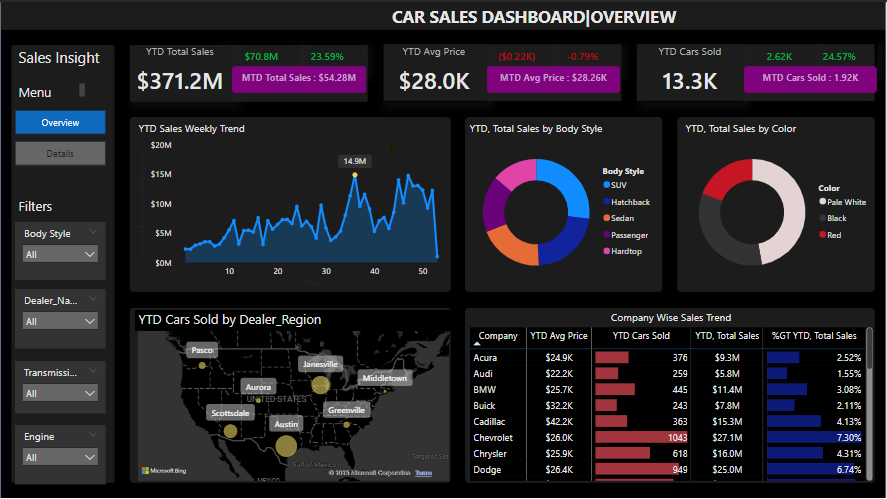 CAR SALES DASHBOARD|OVERVIEW
Sales Insight
Menu
Overview
Details
Filters
Body Style
All
Dealer_Na...
All
Transmissi...
All
Engine
All
YTD Total Sales
$70.8M 23.59%
$371.2M
MTD Total Sales : $54.28M
YTD Avg Price
($0.22K) -0.79%
$28.0K
MTD Avg Price : $28.26K
YTD Cars Sold
2.62K 24.57%
13.3K
MTD Cars Sold : 1.92K
YTD Sales Weekly Trend
$20M
$15M
$10M
$5M
$0M
14.9M
10 20 30 40 50
YTD, Total Sales by Body Style
Body Style
SUV
Hatchback
Sedan
Passenger
Hardtop
YTD, Total Sales by Color
Color
Pale White
Black
Red
YTD Cars Sold by Dealer_Region
Pasco
Janesville
Middletown
Aurora
UNITED STATES
Scottsdale
Greenville
Austin
Gulf of Mexico
Sargasso Sea
MEXICO
Microsoft Bing
© 2025 Microsoft Corporation Terms
Company Wise Sales Trend
Company YTD Avg Price YTD Cars Sold YTD, Total Sales %GT YTD, Total Sales
Acura $24.9K 376 $9.3M 2.52%
Audi $22.2K 259 $5.8M 1.55%
BMW $25.7K 445 $11.4M 3.08%
Buick $32.2K 243 $7.8M 2.11%
Cadillac $42.2K 363 $15.3M 4.13%
Chevrolet $26.0K 1043 $27.1M 7.30%
Chrysler $25.9K 618 $16.0M 4.31%
Dodge $26.4K 949 $25.0M 6.74%